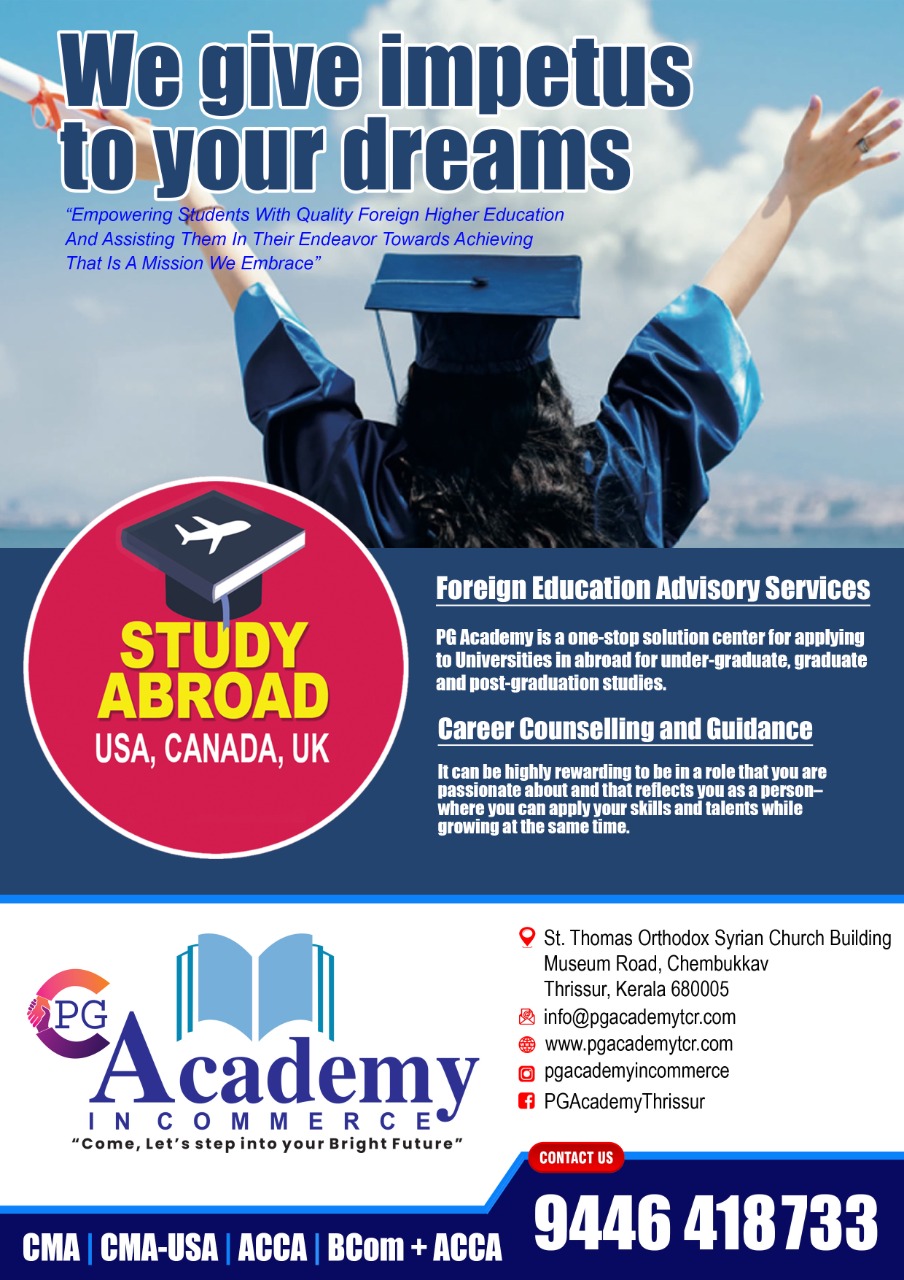 We give impetus
to your dreams
“Empowering Students With Quality Foreign Higher Education
And Assisting Them In Their Endeavor Towards Achieving
That Is A Mission We Embrace”
STUDY
ABROAD
USA, CANADA, UK
Foreign Education Advisory Services
PG Academy is a one-stop solution center for applying
to Universities in abroad for under-graduate, graduate
and post-graduation studies.
Career Counselling and Guidance
It can be highly rewarding to be in a role that you are
passionate about and that reflects you as a person–
where you can apply your skills and talents while
growing at the same time.
PG
Academy
IN COMMERCE
“Come, Let’s step into your Bright Future”
St. Thomas Orthodox Syrian Church Building
Museum Road, Chembukkav
Thrissur, Kerala 680005
info@pgacademytcr.com
www.pgacademytcr.com
pgacademyincommerce
PGAcademyThrissur
CONTACT US
9446 418733
CMA | CMA-USA | ACCA | BCom + ACCA